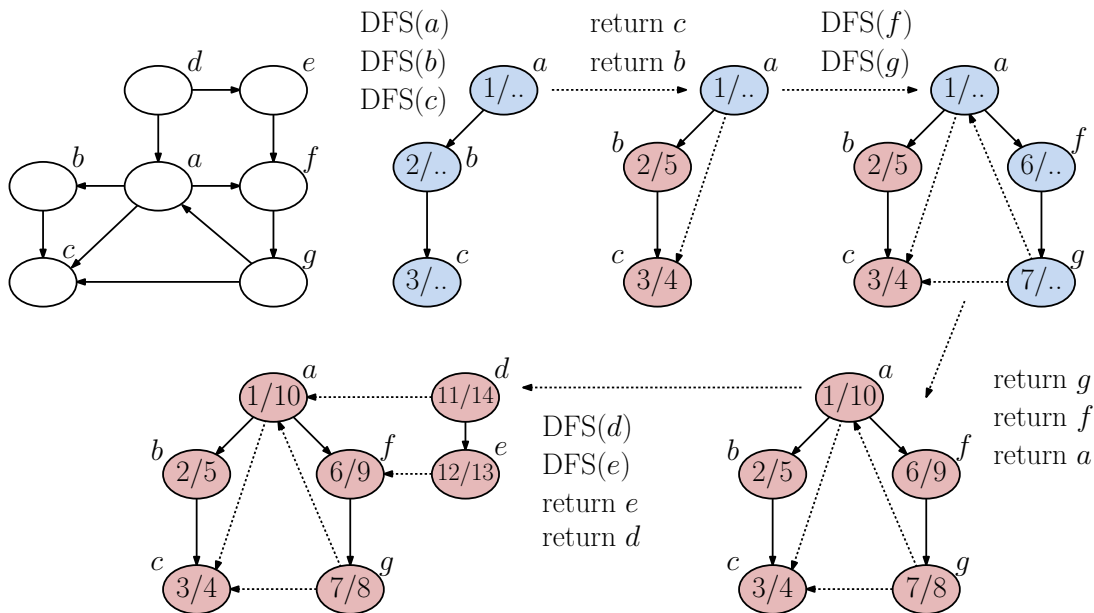 d
e
b
a
f
c
g
DFS(a)
DFS(b)
DFS(c)
a
1/..
2/..
b
3/..
c
return c
return b
a
1/..
b
2/5
c
3/4
DFS(f)
DFS(g)
a
1/..
b
2/5
f
6/..
c
3/4
g
7/..
return g
return f
return a
a
1/10
b
2/5
f
6/9
c
3/4
g
7/8
DFS(d)
DFS(e)
return e
return d
a
1/10
d
11/14
b
2/5
f
6/9
e
12/13
c
3/4
g
7/8